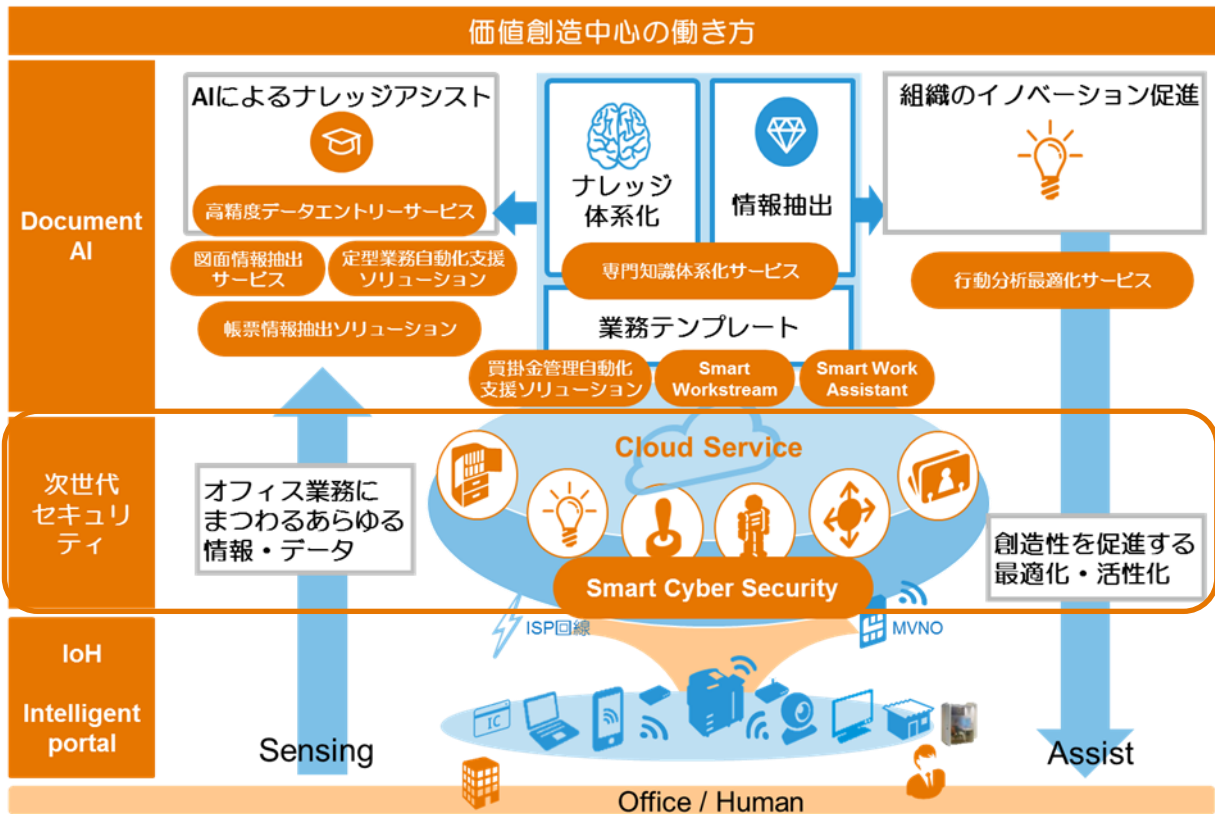 価値創造中心の働き方
Document
AI
AIによるナレッジアシスト
高精度データエントリーサービス
図面情報抽出
サービス
定型業務自動化支援
ソリューション
帳票情報抽出ソリューション
ナレッジ
体系化
情報抽出
専門知識体系化サービス
業務テンプレート
買掛金管理自動化
支援ソリューション
Smart
Workstream
Smart Work
Assistant
組織のイノベーション促進
行動分析最適化サービス
次世代
セキュリ
ティ
オフィス業務に
まつわるあらゆる
情報・データ
Cloud Service
Smart Cyber Security
創造性を促進する
最適化・活性化
ISP回線
MVNO
IoH
Intelligent
portal
Sensing
IC
Assist
Office / Human